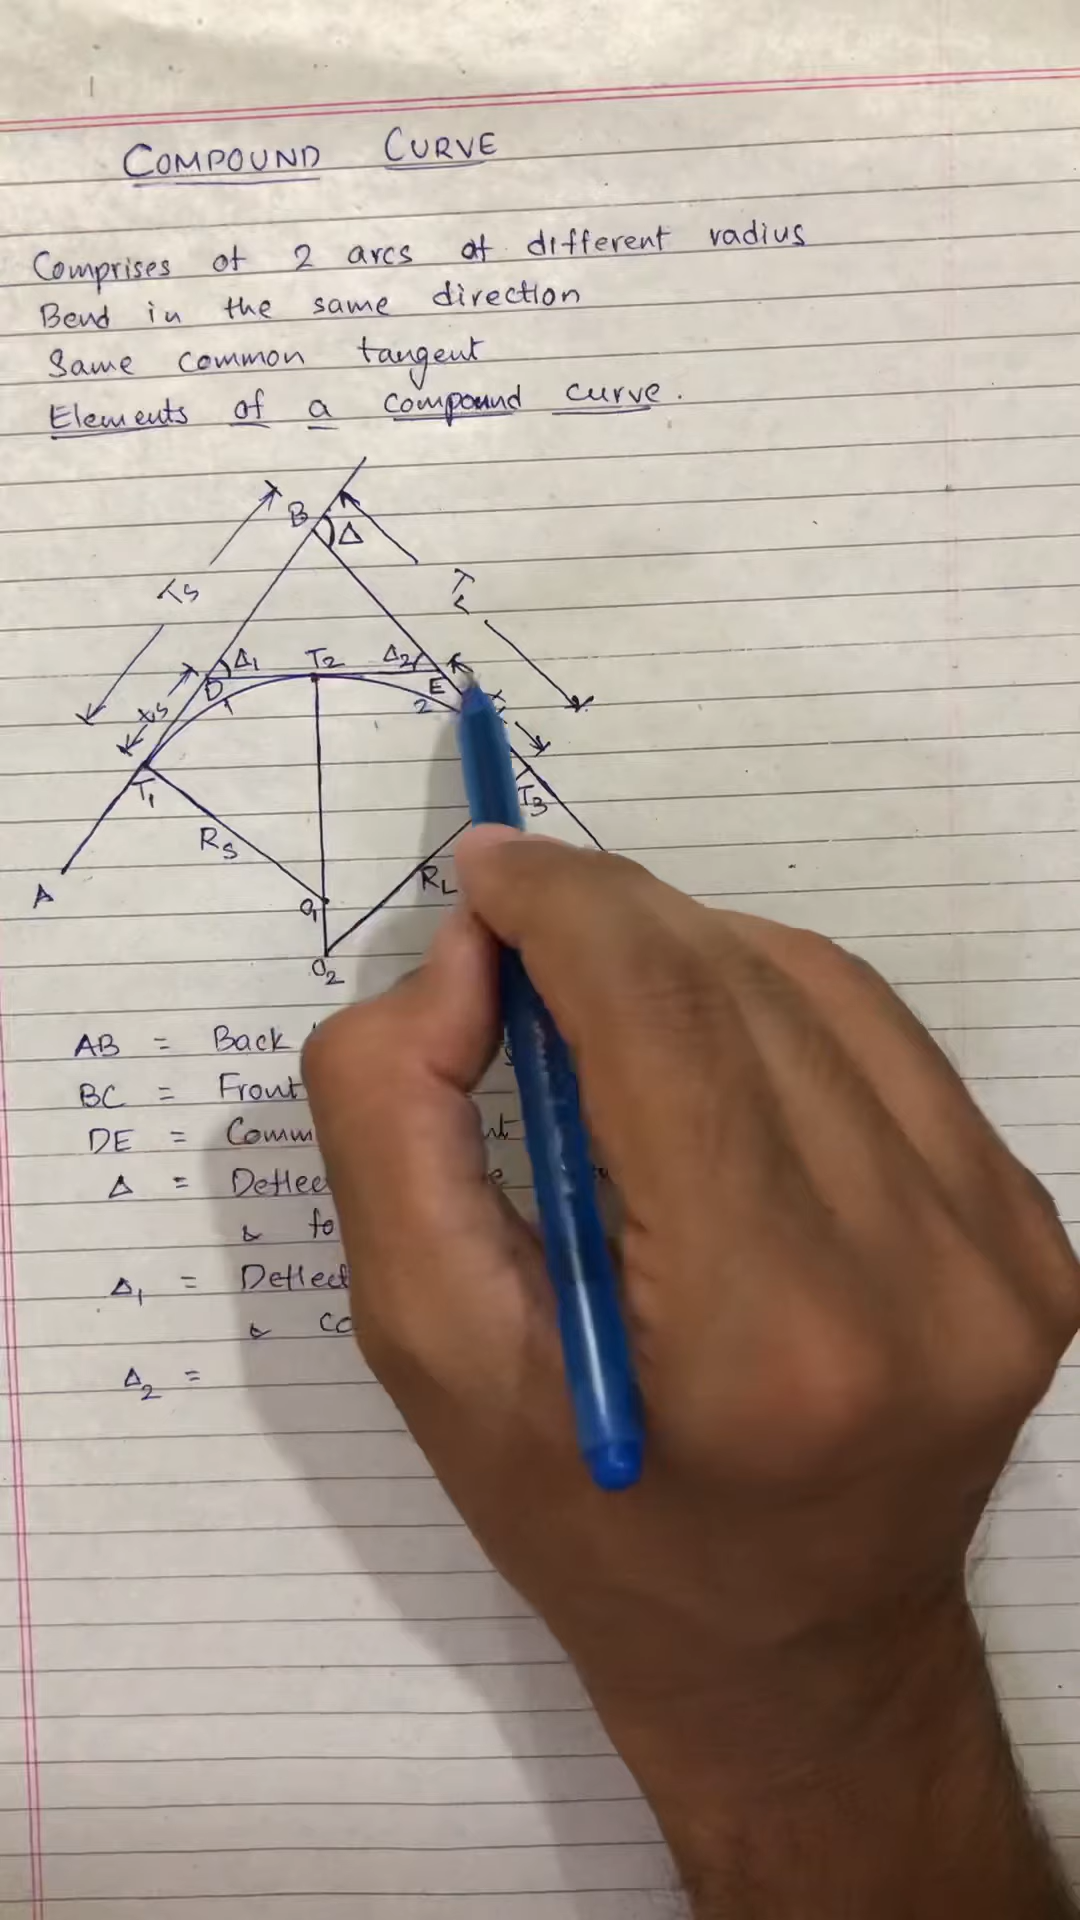 COMPOUND CURVE
Comprises of 2 arcs of different radius
Bend in the same direction
Same common tangent
Elements of a compound curve.
B Δ
Ts
TL
Δ1 T2 Δ2
D E
xs 1 2
T1 T3
Rs
RL
A
O1
O2
AB = Back
BC = Front
DE = Comm
Δ = Deflec
& fo
Δ1 = Deflect
& co
Δ2 =